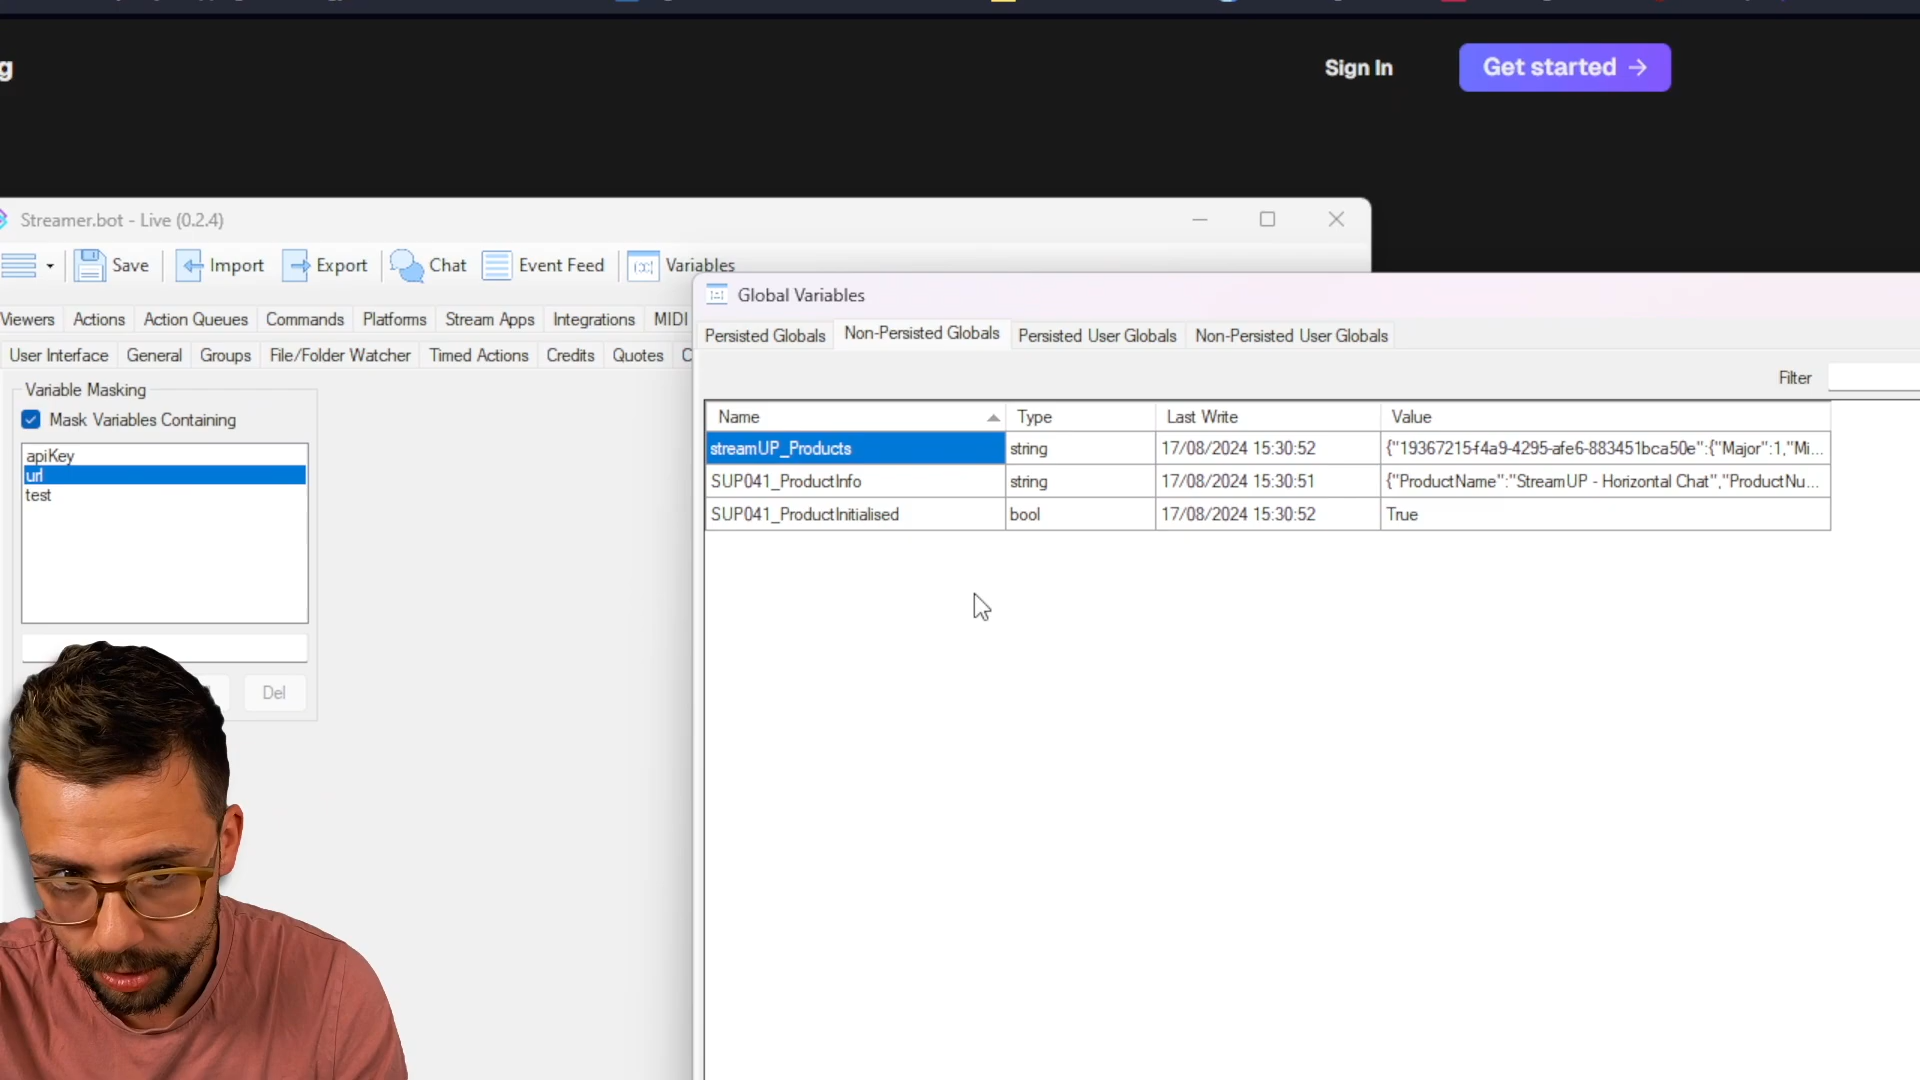 g
Sign In
Get started →
Streamer.bot - Live (0.2.4)
Save
Import
Export
Chat
Event Feed
Variables
Viewers
Actions
Action Queues
Commands
Platforms
Stream Apps
Integrations
MIDI
User Interface
General
Groups
File/Folder Watcher
Timed Actions
Credits
Quotes
C
Variable Masking
Mask Variables Containing
apiKey
url
test
Del
Global Variables
Persisted Globals
Non-Persisted Globals
Persisted User Globals
Non-Persisted User Globals
Filter
Name Type Last Write Value
streamUP_Products string 17/08/2024 15:30:52 {"19367215-f4a9-4295-afe6-883451bca50e":{"Major":1,"Mi...
SUP041_ProductInfo string 17/08/2024 15:30:51 {"ProductName":"StreamUP - Horizontal Chat","ProductNu...
SUP041_ProductInitialised bool 17/08/2024 15:30:52 True